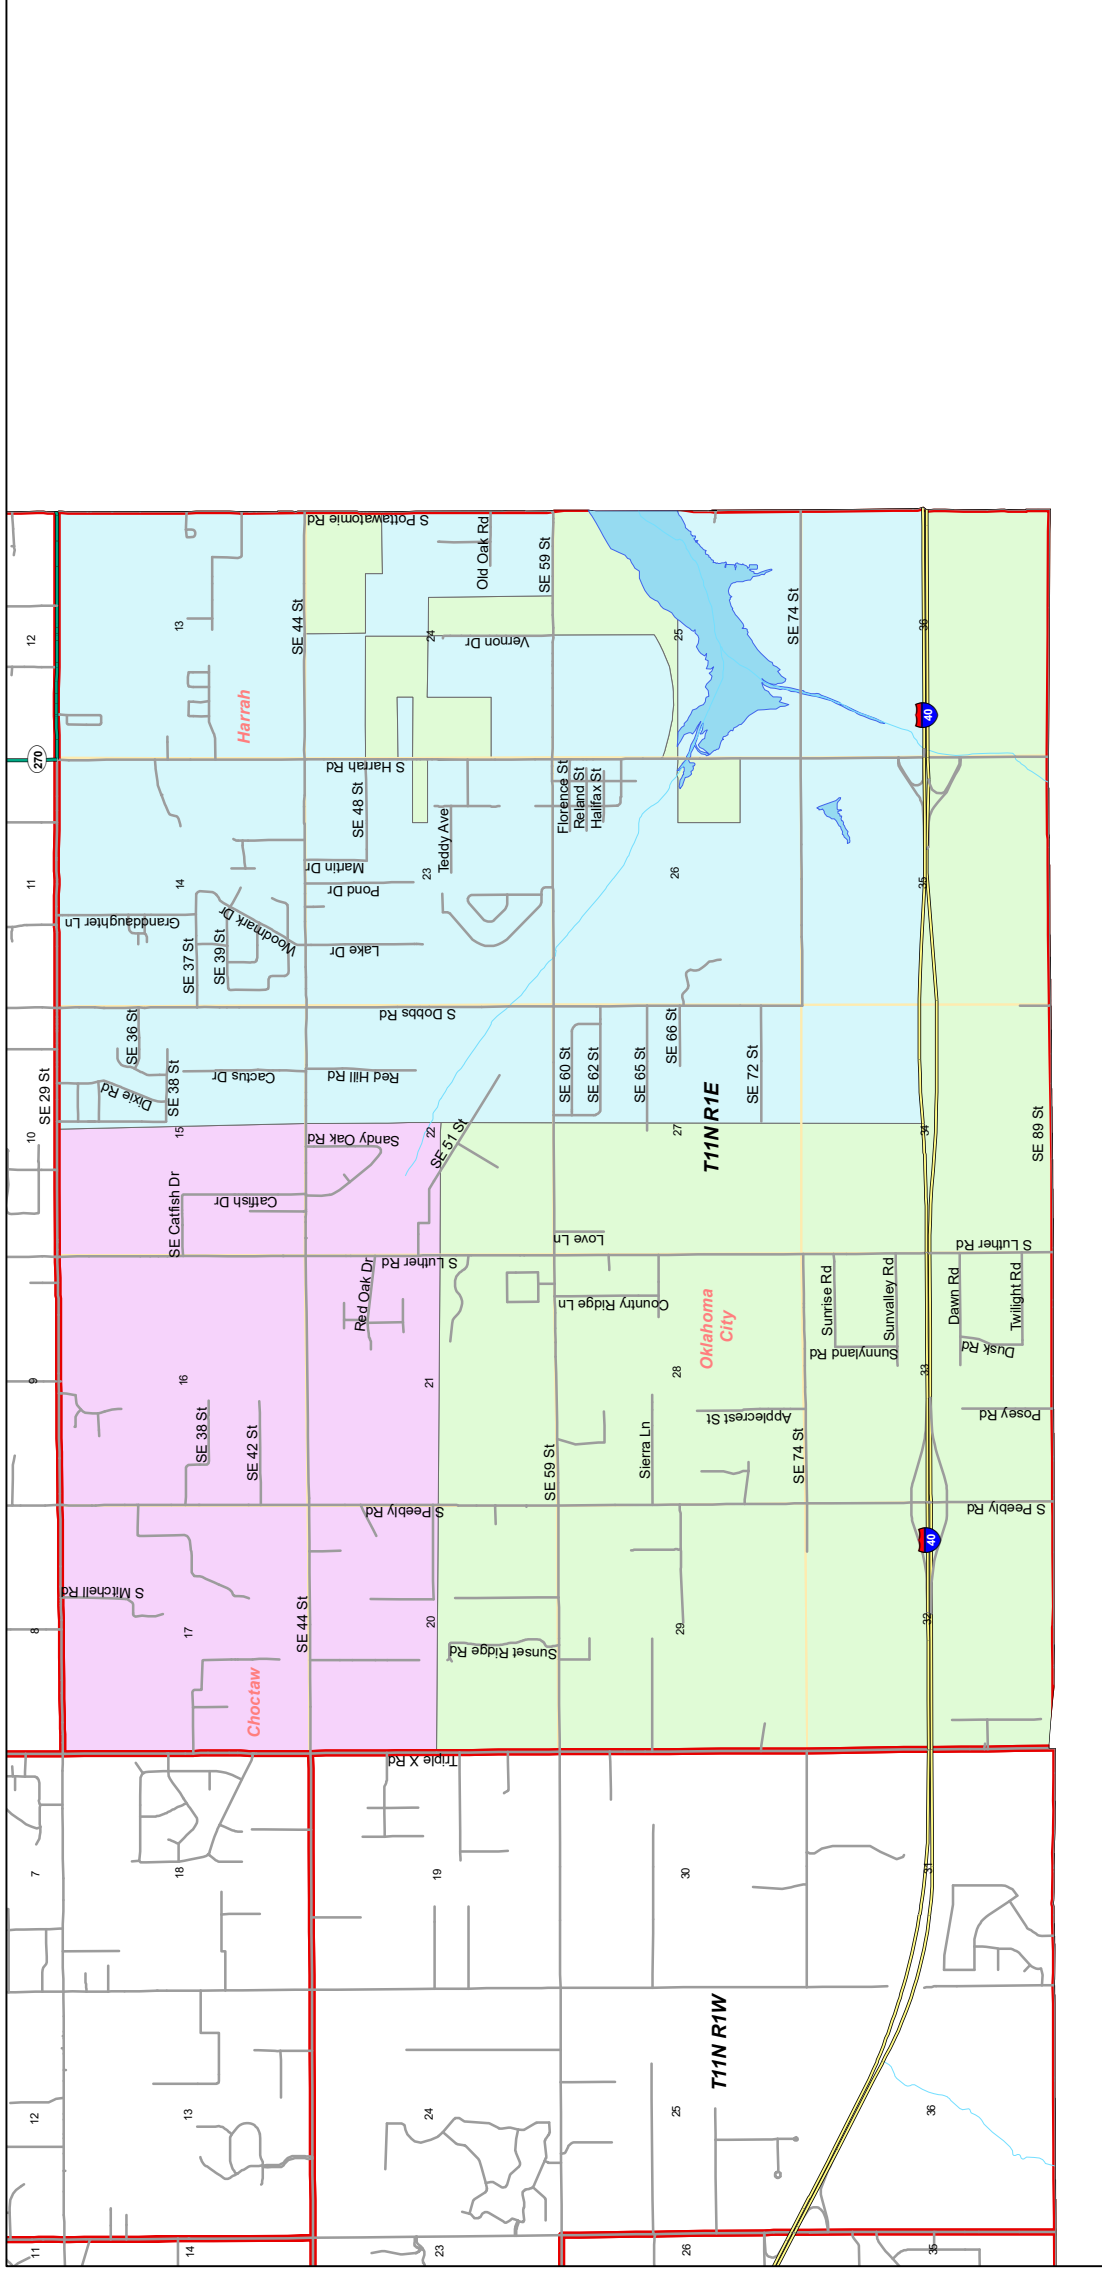 270
12
11
10
9
8
7
12
11
SE 29 St
Granddaughter Ln
Dixie Rd
SE 36 St
SE 38 St
S Mitchell Rd
13
14
15
16
17
18
13
14
SE 37 St
SE 39 St
Woodmark Dr
Cactus Dr
SE Catfish Dr
Catfish Dr
SE 38 St
SE 42 St
Harrah
Choctaw
SE 44 St
SE 44 St
S Pottawatomie Rd
S Harrah Rd
SE 48 St
Martin Dr
Pond Dr
Lake Dr
S Dobbs Rd
Red Hill Rd
Sandy Oak Rd
Red Oak Dr
S Luther Rd
S Peebly Rd
Triple X Rd
24
23
22
21
20
19
24
23
Teddy Ave
SE 51 St
Old Oak Rd
Vernon Dr
Sunset Ridge Rd
SE 59 St
SE 59 St
Florence St
Reland St
Halifax St
SE 60 St
SE 62 St
Love Ln
Country Ridge Ln
SE 65 St
Sierra Ln
SE 66 St
25
26
27
28
29
30
25
26
T11N R1E
Oklahoma
City
T11N R1W
SE 72 St
Applecrest St
SE 74 St
SE 74 St
Sunrise Rd
Sunnyland Rd
Sunvalley Rd
40
40
36
35
34
33
32
31
36
35
Dawn Rd
Dusk Rd
Twilight Rd
S Luther Rd
Posey Rd
S Peebly Rd
SE 89 St